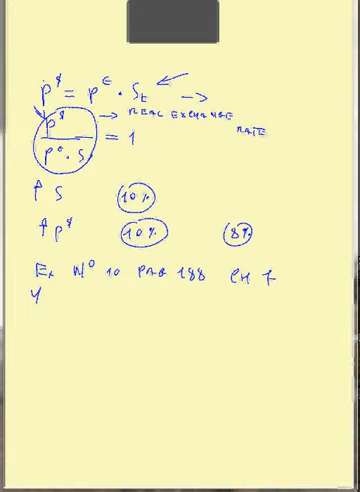 P$ = P€ · St
P$ / P€ · S = 1 → REAL EXCHANGE RATE
↑ S 10%
↑ P$ 10% 8%
Ex N° 10 PAG 188 CH 7